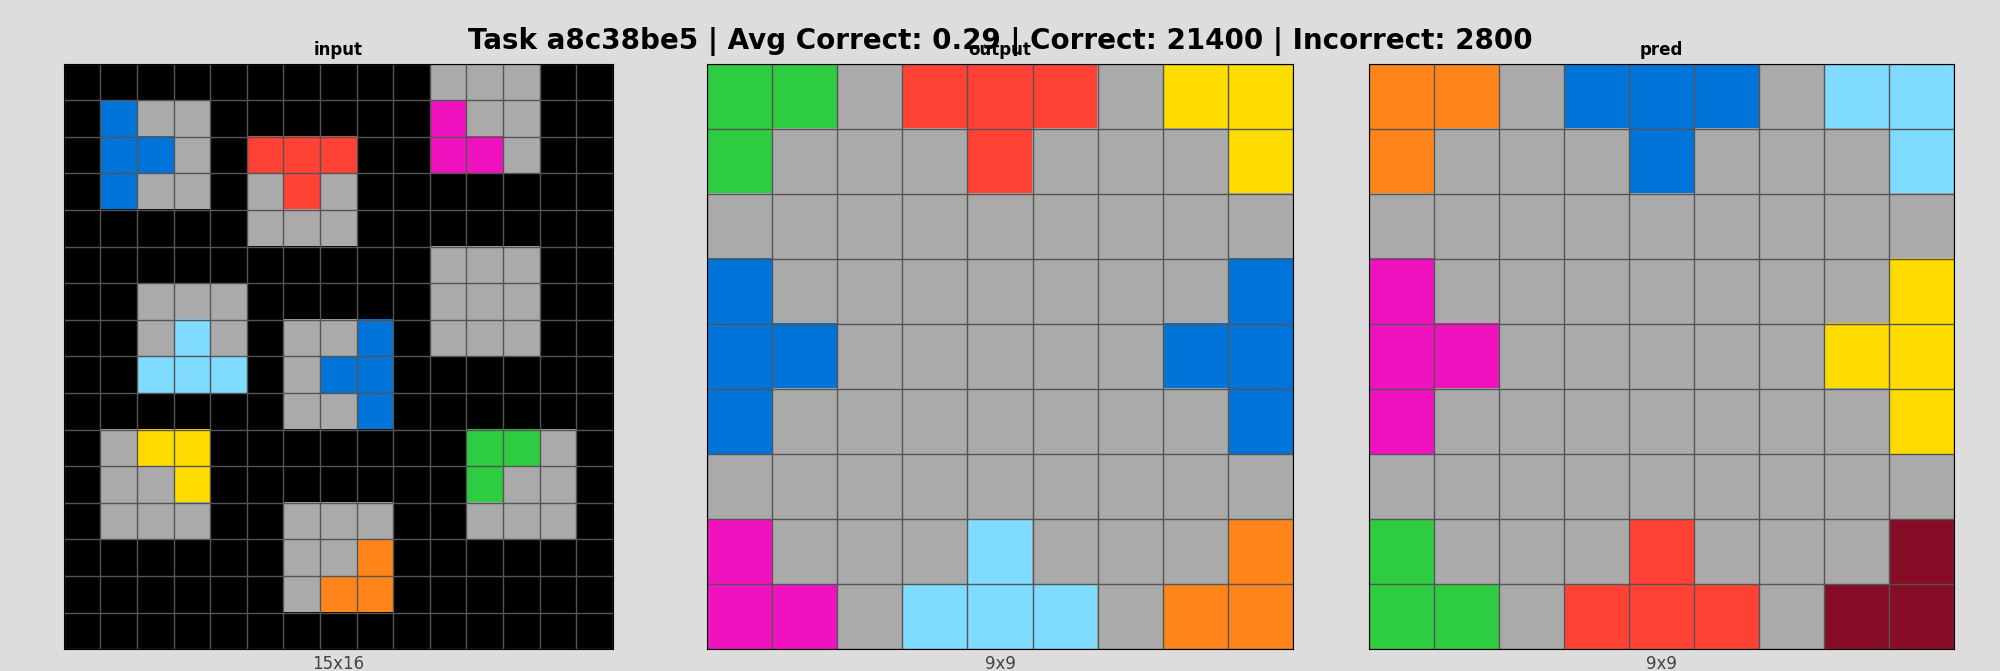 Task a8c38be5 | Avg Correct: 0.29 | Correct: 21400 | Incorrect: 2800
input
output
pred
15x16
9x9
9x9